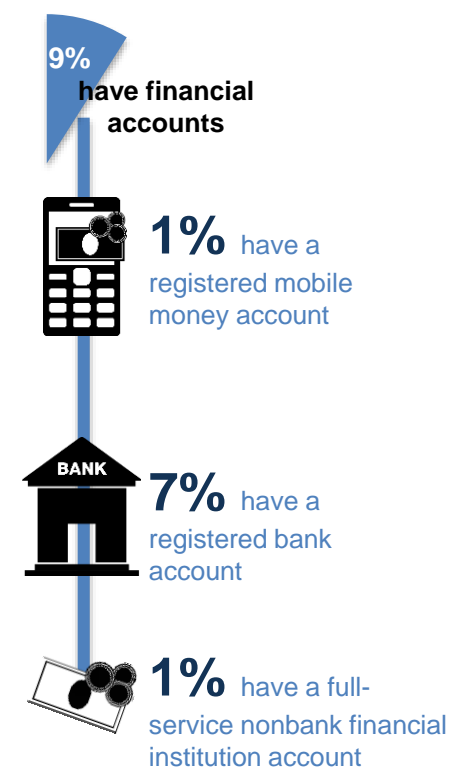 9%
have financial
accounts
1% have a
registered mobile
money account
BANK
7% have a
registered bank
account
1% have a full-
service nonbank financial
institution account